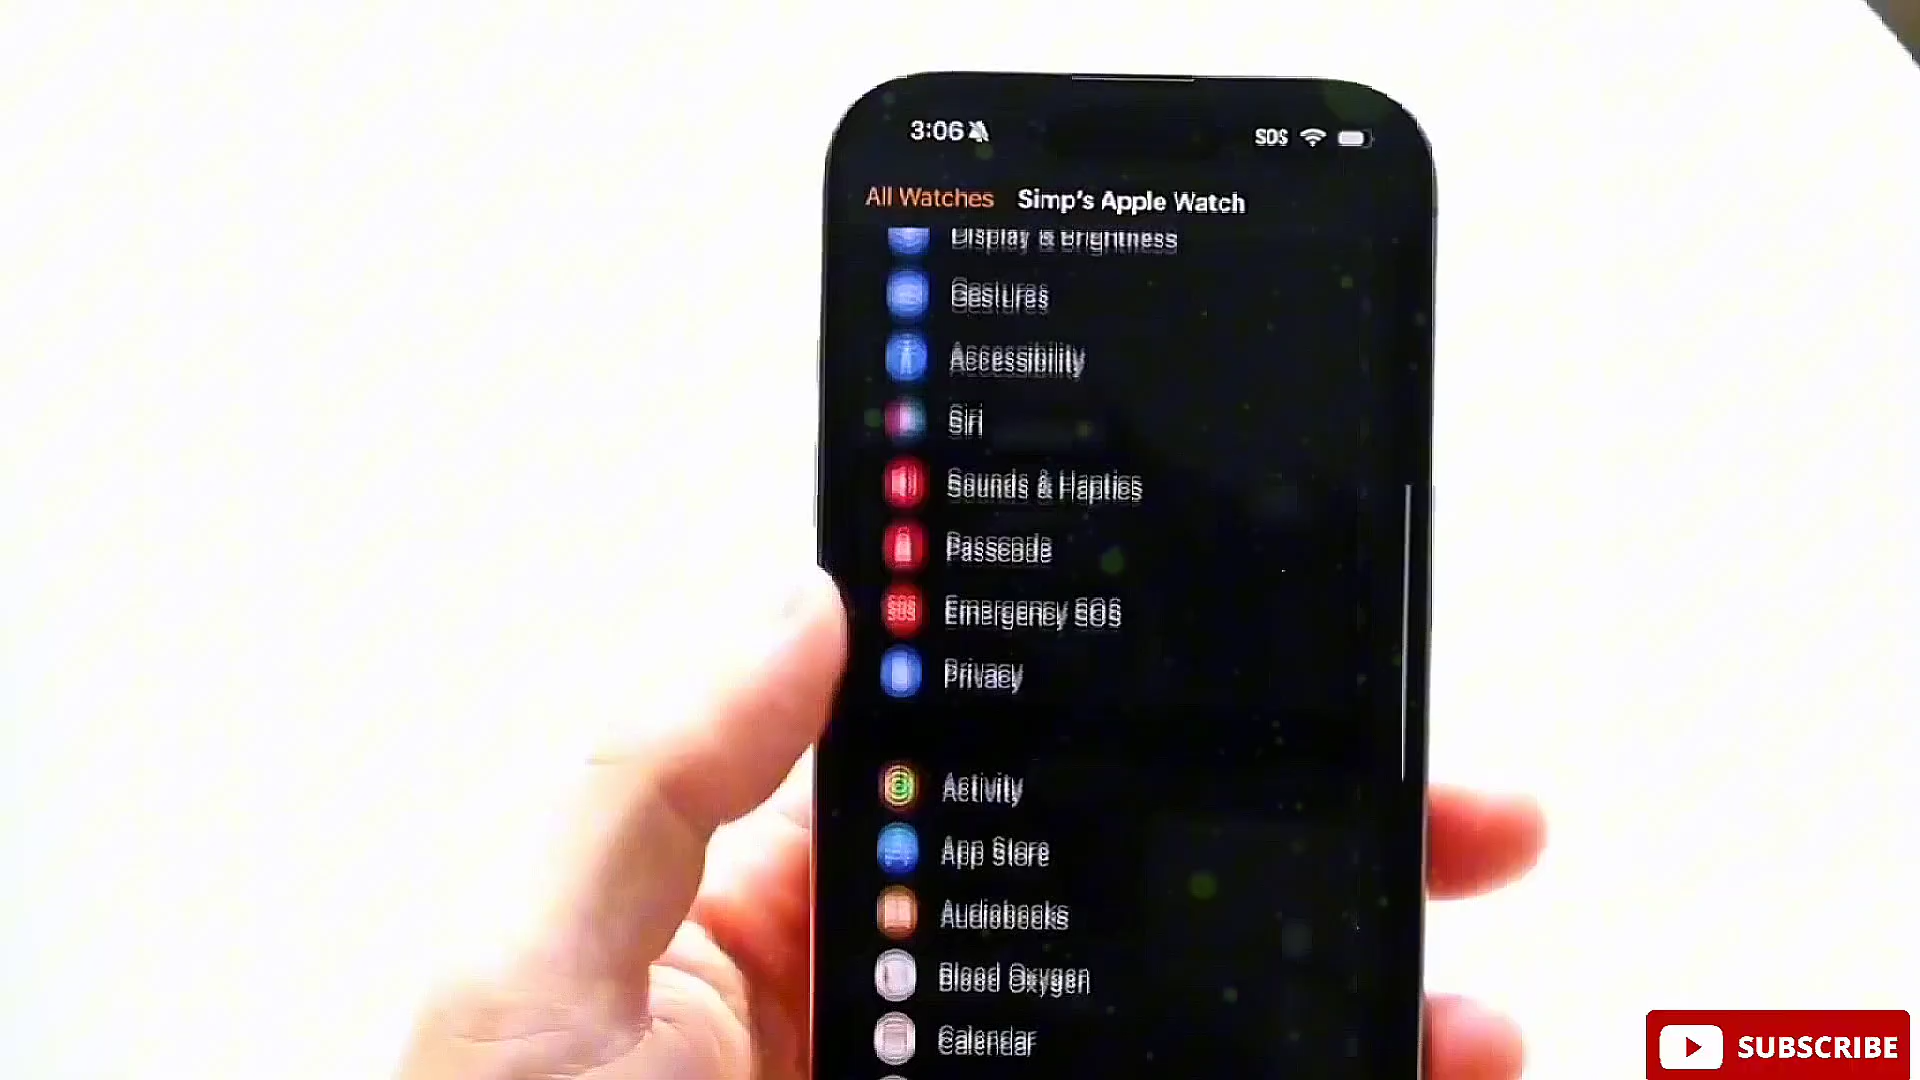 3:06
SOS
All Watches Simp's Apple Watch
Display & Brightness
Gestures
Accessibility
Siri
Sounds & Haptics
Passcode
SOS Emergency SOS
Privacy
Activity
App Store
Audiobooks
Blood Oxygen
Calendar
SUBSCRIBE